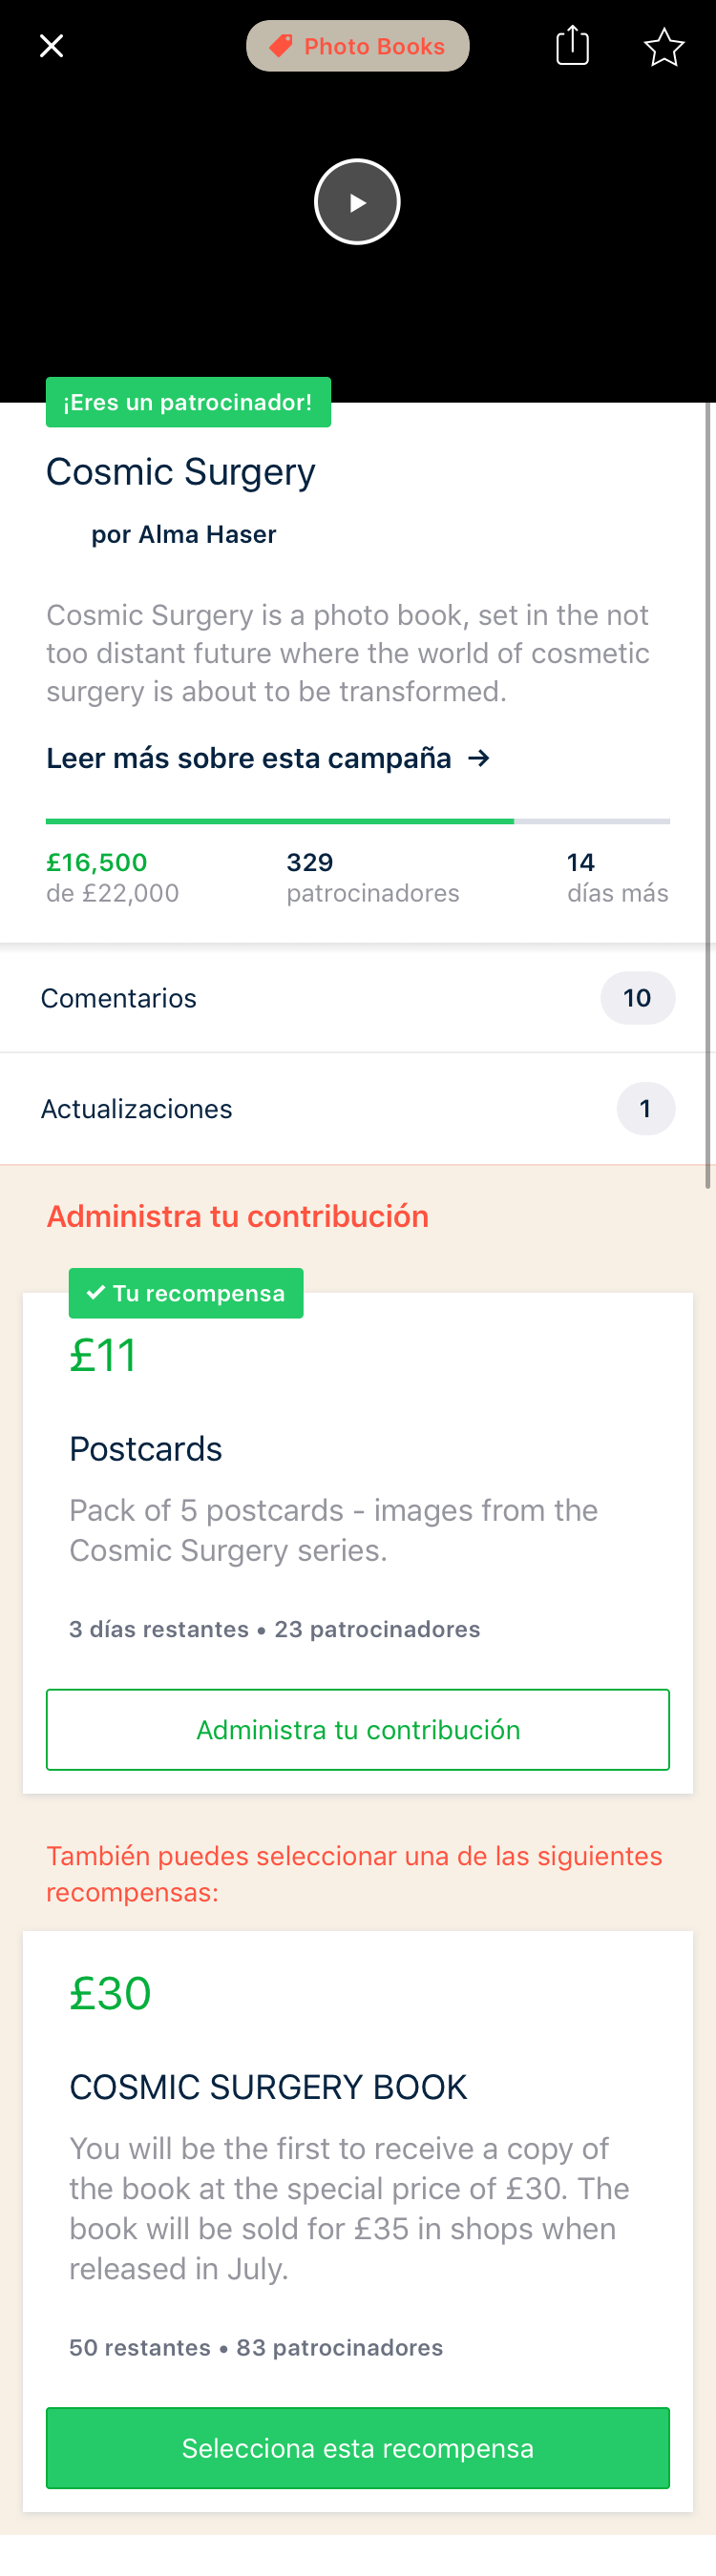 Photo Books
¡Eres un patrocinador!
Cosmic Surgery
por Alma Haser
Cosmic Surgery is a photo book, set in the not
too distant future where the world of cosmetic
surgery is about to be transformed.
Leer más sobre esta campaña →
£16,500
de £22,000
329
patrocinadores
14
días más
Comentarios
10
Actualizaciones
1
Administra tu contribución
✓ Tu recompensa
£11
Postcards
Pack of 5 postcards - images from the
Cosmic Surgery series.
3 días restantes • 23 patrocinadores
Administra tu contribución
También puedes seleccionar una de las siguientes
recompensas:
£30
COSMIC SURGERY BOOK
You will be the first to receive a copy of
the book at the special price of £30. The
book will be sold for £35 in shops when
released in July.
50 restantes • 83 patrocinadores
Selecciona esta recompensa